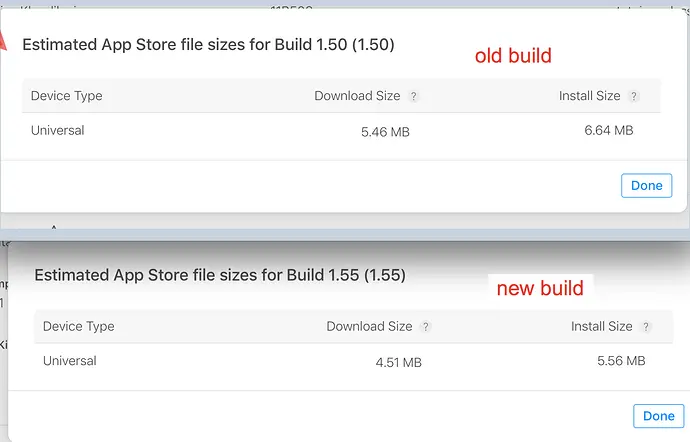 Estimated App Store file sizes for Build 1.50 (1.50)
old build
Device Type Download Size ? Install Size ?
Universal 5.46 MB 6.64 MB
Done
Estimated App Store file sizes for Build 1.55 (1.55)
new build
Device Type Download Size ? Install Size ?
Universal 4.51 MB 5.56 MB
Done